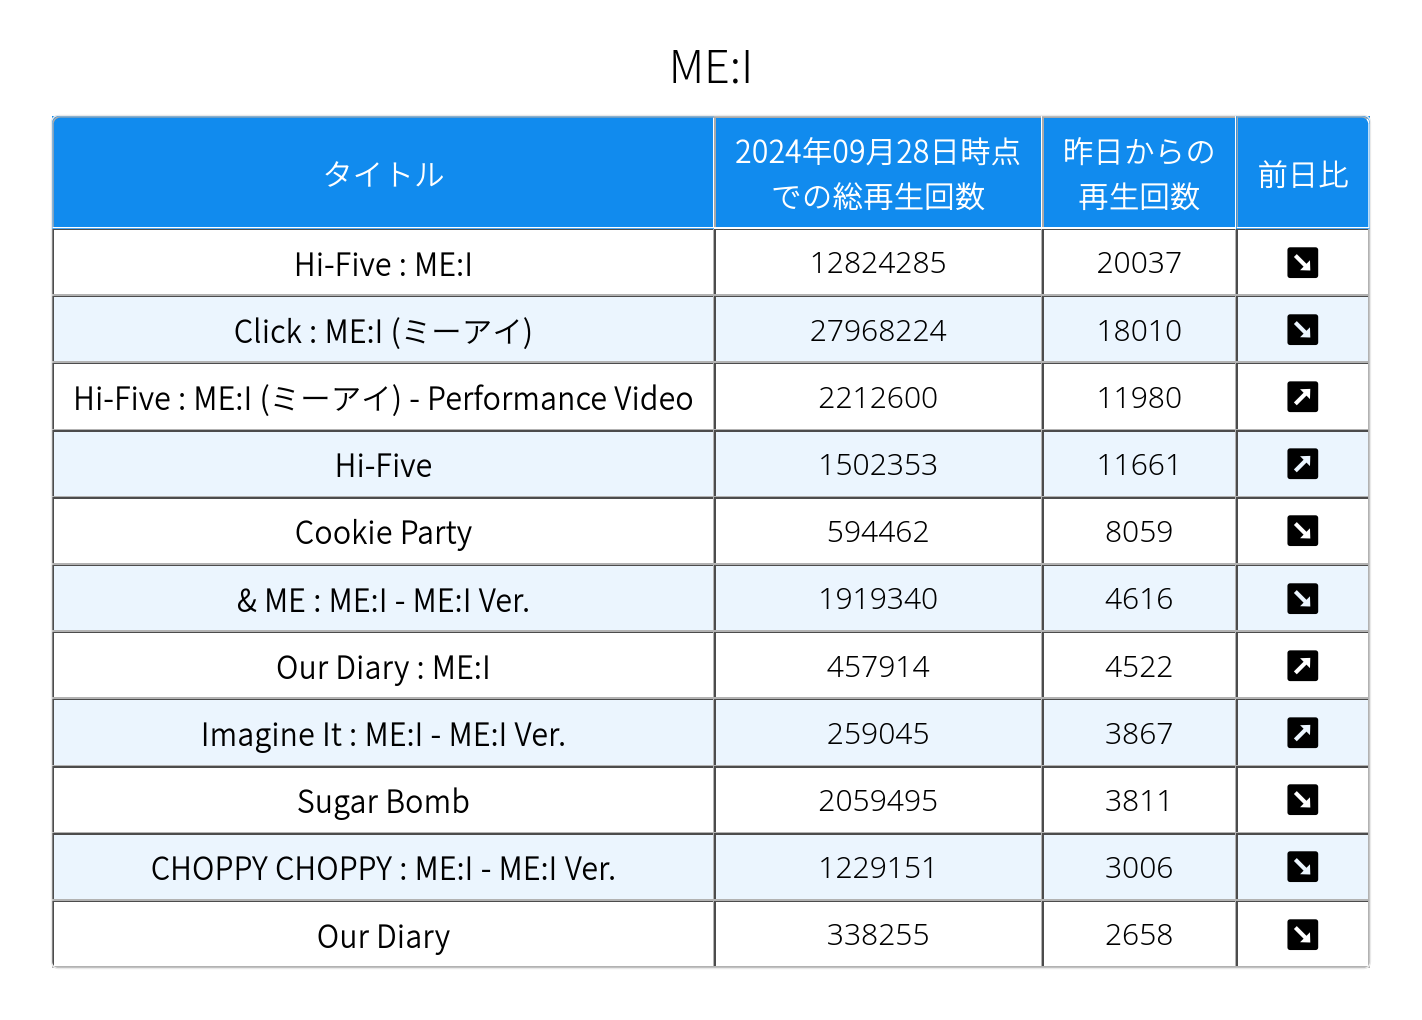 ME:I
タイトル
2024年09月28日時点
での総再生回数
昨日からの
再生回数
前日比
Hi-Five : ME:I 12824285 20037 ↘
Click : ME:I (ミーアイ) 27968224 18010 ↘
Hi-Five : ME:I (ミーアイ) - Performance Video 2212600 11980 ↗
Hi-Five 1502353 11661 ↗
Cookie Party 594462 8059 ↘
& ME : ME:I - ME:I Ver. 1919340 4616 ↘
Our Diary : ME:I 457914 4522 ↗
Imagine It : ME:I - ME:I Ver. 259045 3867 ↗
Sugar Bomb 2059495 3811 ↘
CHOPPY CHOPPY : ME:I - ME:I Ver. 1229151 3006 ↘
Our Diary 338255 2658 ↘